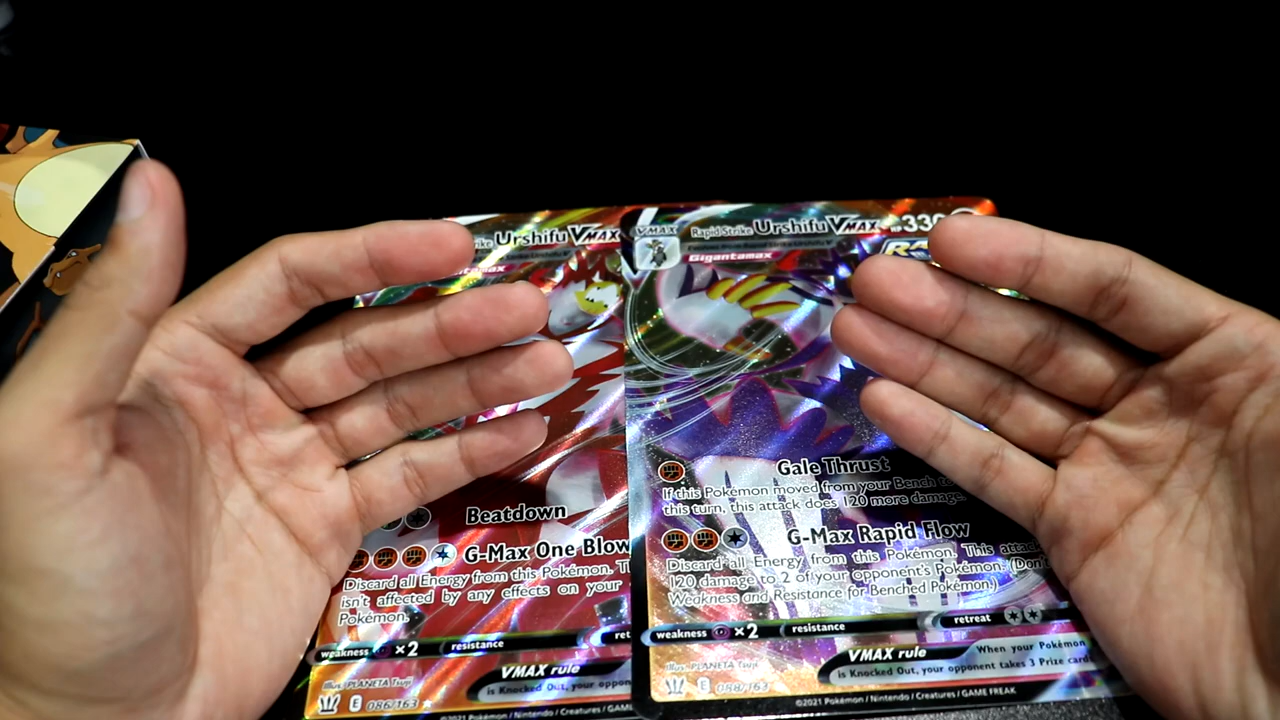 Urshifu VMAX
Gigantamax
Beatdown
G-Max One Blow
Discard all Energy from this Pokémon.
isn't affected by any effects on your
Pokémon.
weakness ×2 resistance
VMAX rule
is Knocked Out, your
Illus. PLANETA Tsuji
E 086/163
©2021 Pokémon / Nintendo / Creatures / GAME
VMAX
Rapid Strike Urshifu VMAX 330
Gigantamax
Gale Thrust
If this Pokémon moved from your Bench to
this turn, this attack does 120 more damage.
G-Max Rapid Flow
Discard all Energy from this Pokémon. This attack
120 damage to 2 of your opponent's Pokémon. (Don't
Weakness and Resistance for Benched Pokémon.)
weakness ×2 resistance retreat
VMAX rule When your Pokémon
is Knocked Out, your opponent takes 3 Prize cards
Illus. PLANETA Tsuji
E 088/163
©2021 Pokémon / Nintendo / Creatures / GAME FREAK